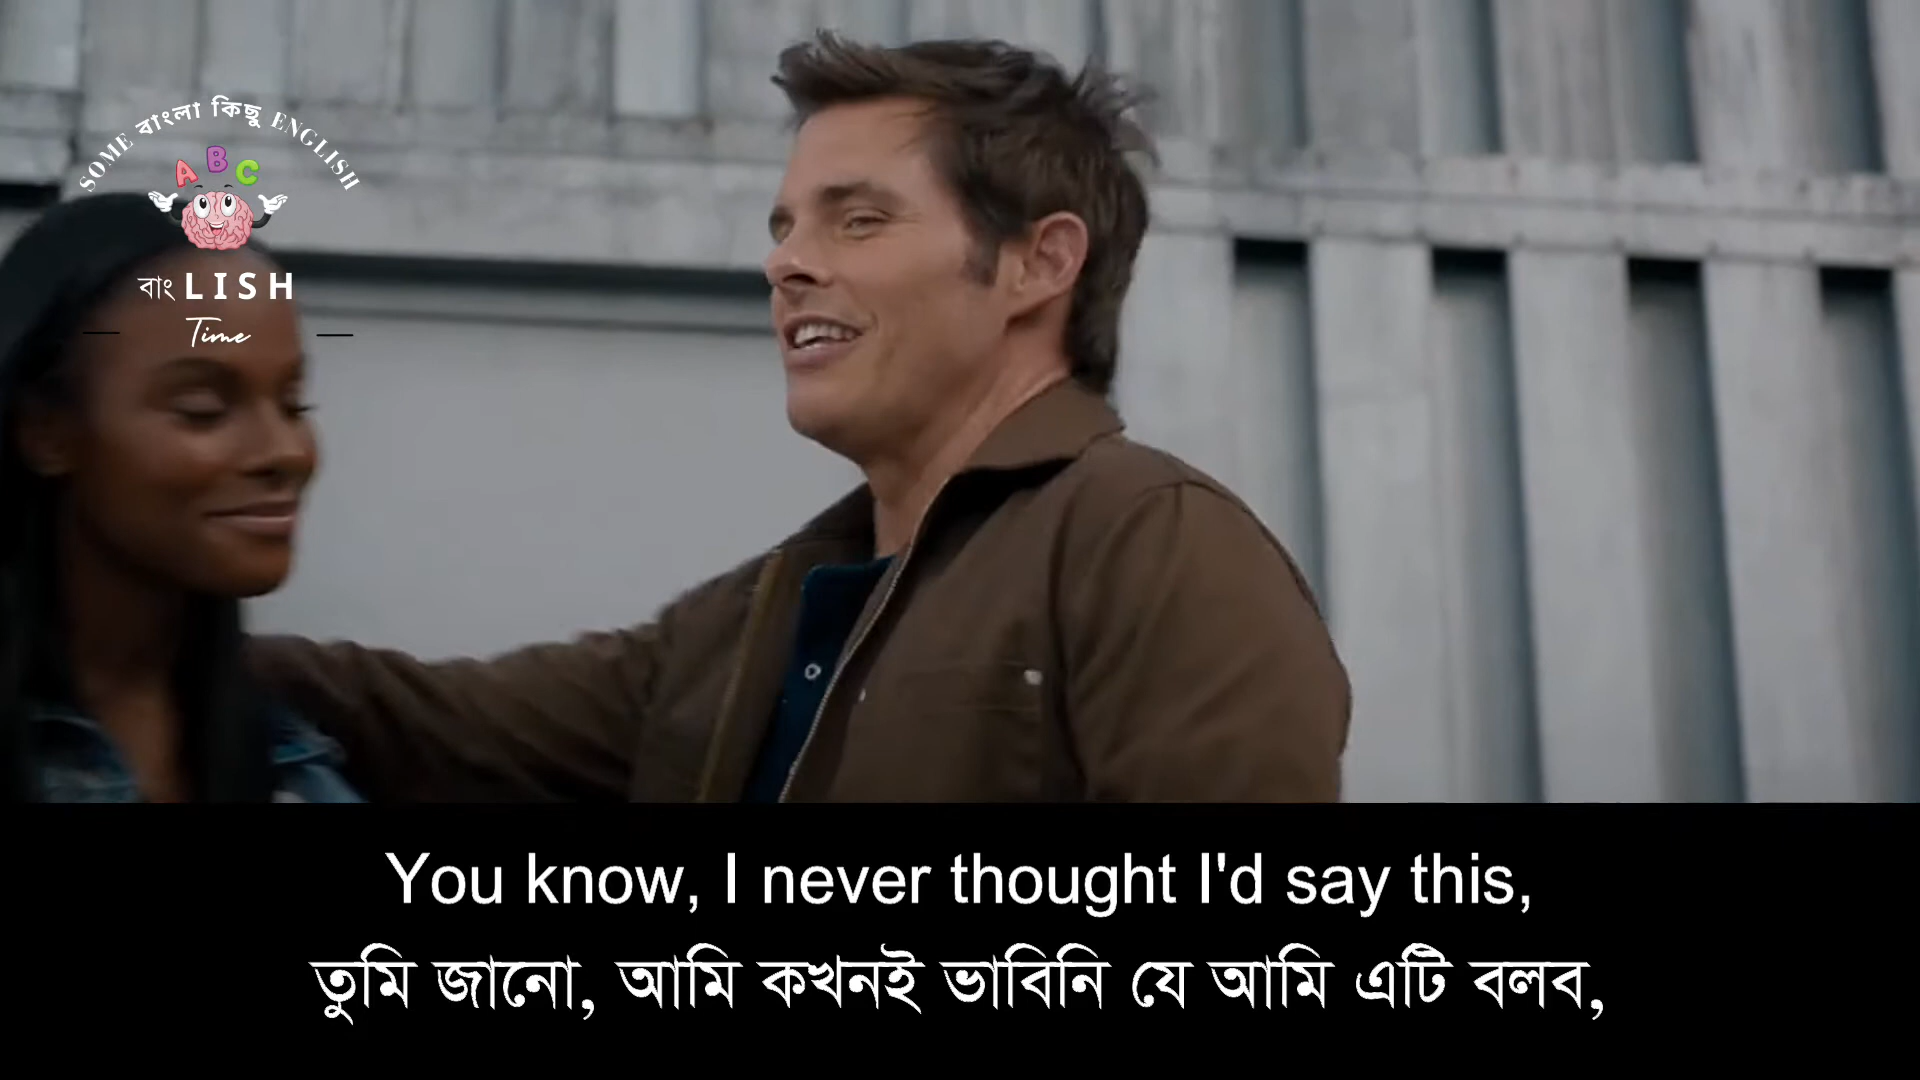 SOME বাংলা কিছু ENGLISH
A B C
বাংLISH
Time
You know, I never thought I'd say this,
তুমি জানো, আমি কখনই ভাবিনি যে আমি এটি বলব,